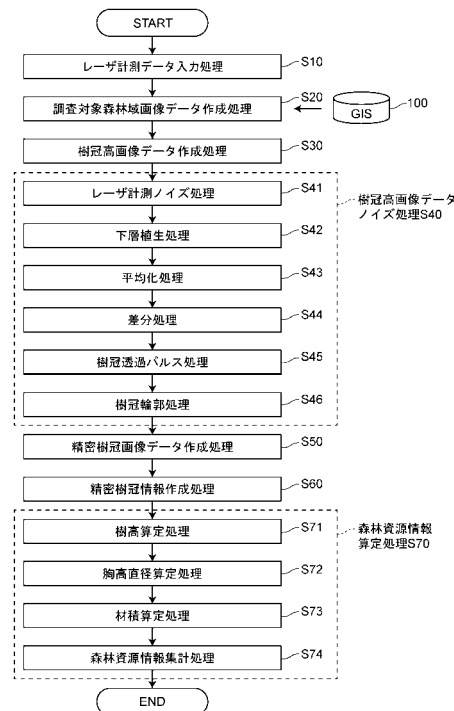 START
レーザ計測データ入力処理
S10
調査対象森林域画像データ作成処理
S20
GIS
100
樹冠高画像データ作成処理
S30
レーザ計測ノイズ処理
S41
樹冠高画像データ
ノイズ処理S40
下層植生処理
S42
平均化処理
S43
差分処理
S44
樹冠透過パルス処理
S45
樹冠輪郭処理
S46
精密樹冠画像データ作成処理
S50
精密樹冠情報作成処理
S60
樹高算定処理
S71
森林資源情報
算定処理S70
胸高直径算定処理
S72
材積算定処理
S73
森林資源情報集計処理
S74
END